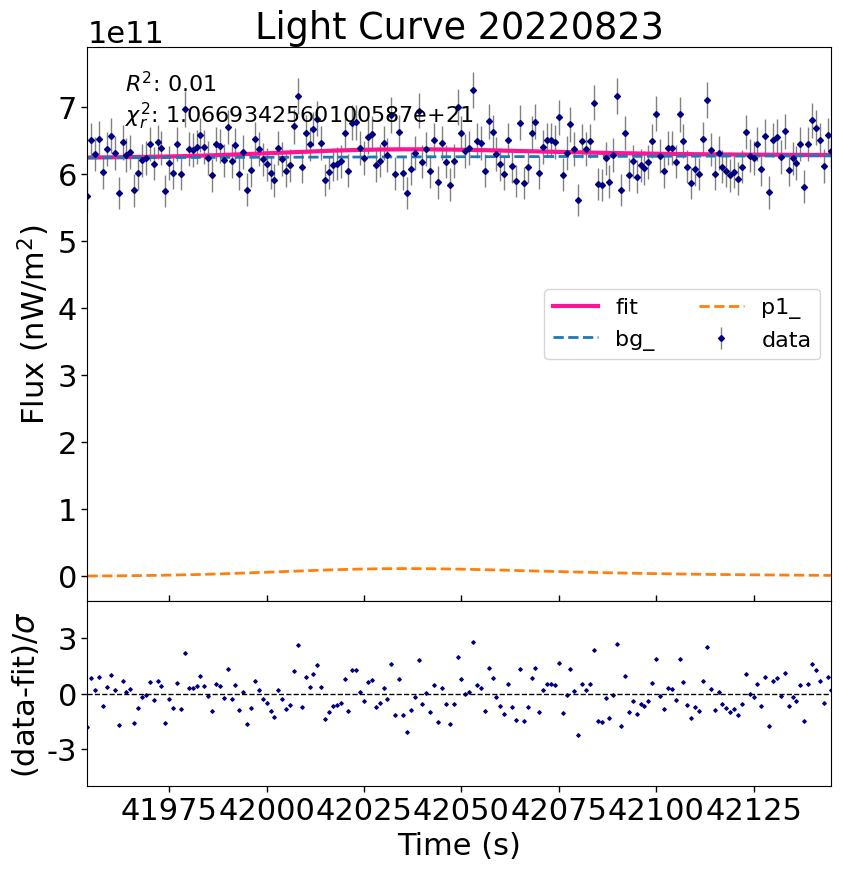 Light Curve 20220823
1e11
R²: 0.01
χ²ᵣ: 1.0669342560100587e+21
7
6
5
4
3
2
1
0
Flux (nW/m²)
fit
bg_
p1_
data
3
0
-3
(data-fit)/σ
41975 42000 42025 42050 42075 42100 42125
Time (s)